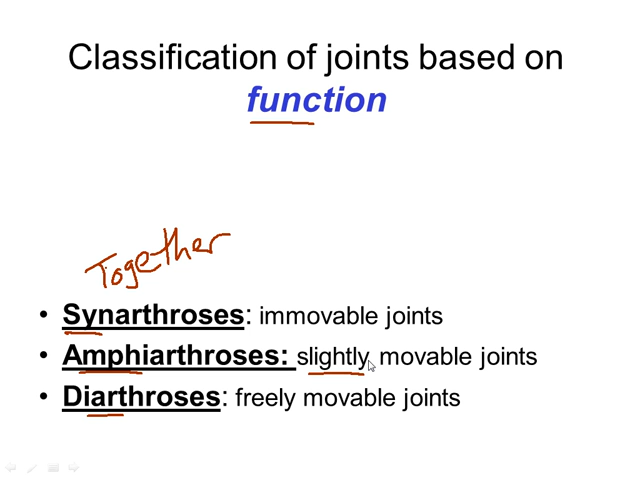 Classification of joints based on
function
Together
• Synarthroses: immovable joints
• Amphiarthroses: slightly movable joints
• Diarthroses: freely movable joints